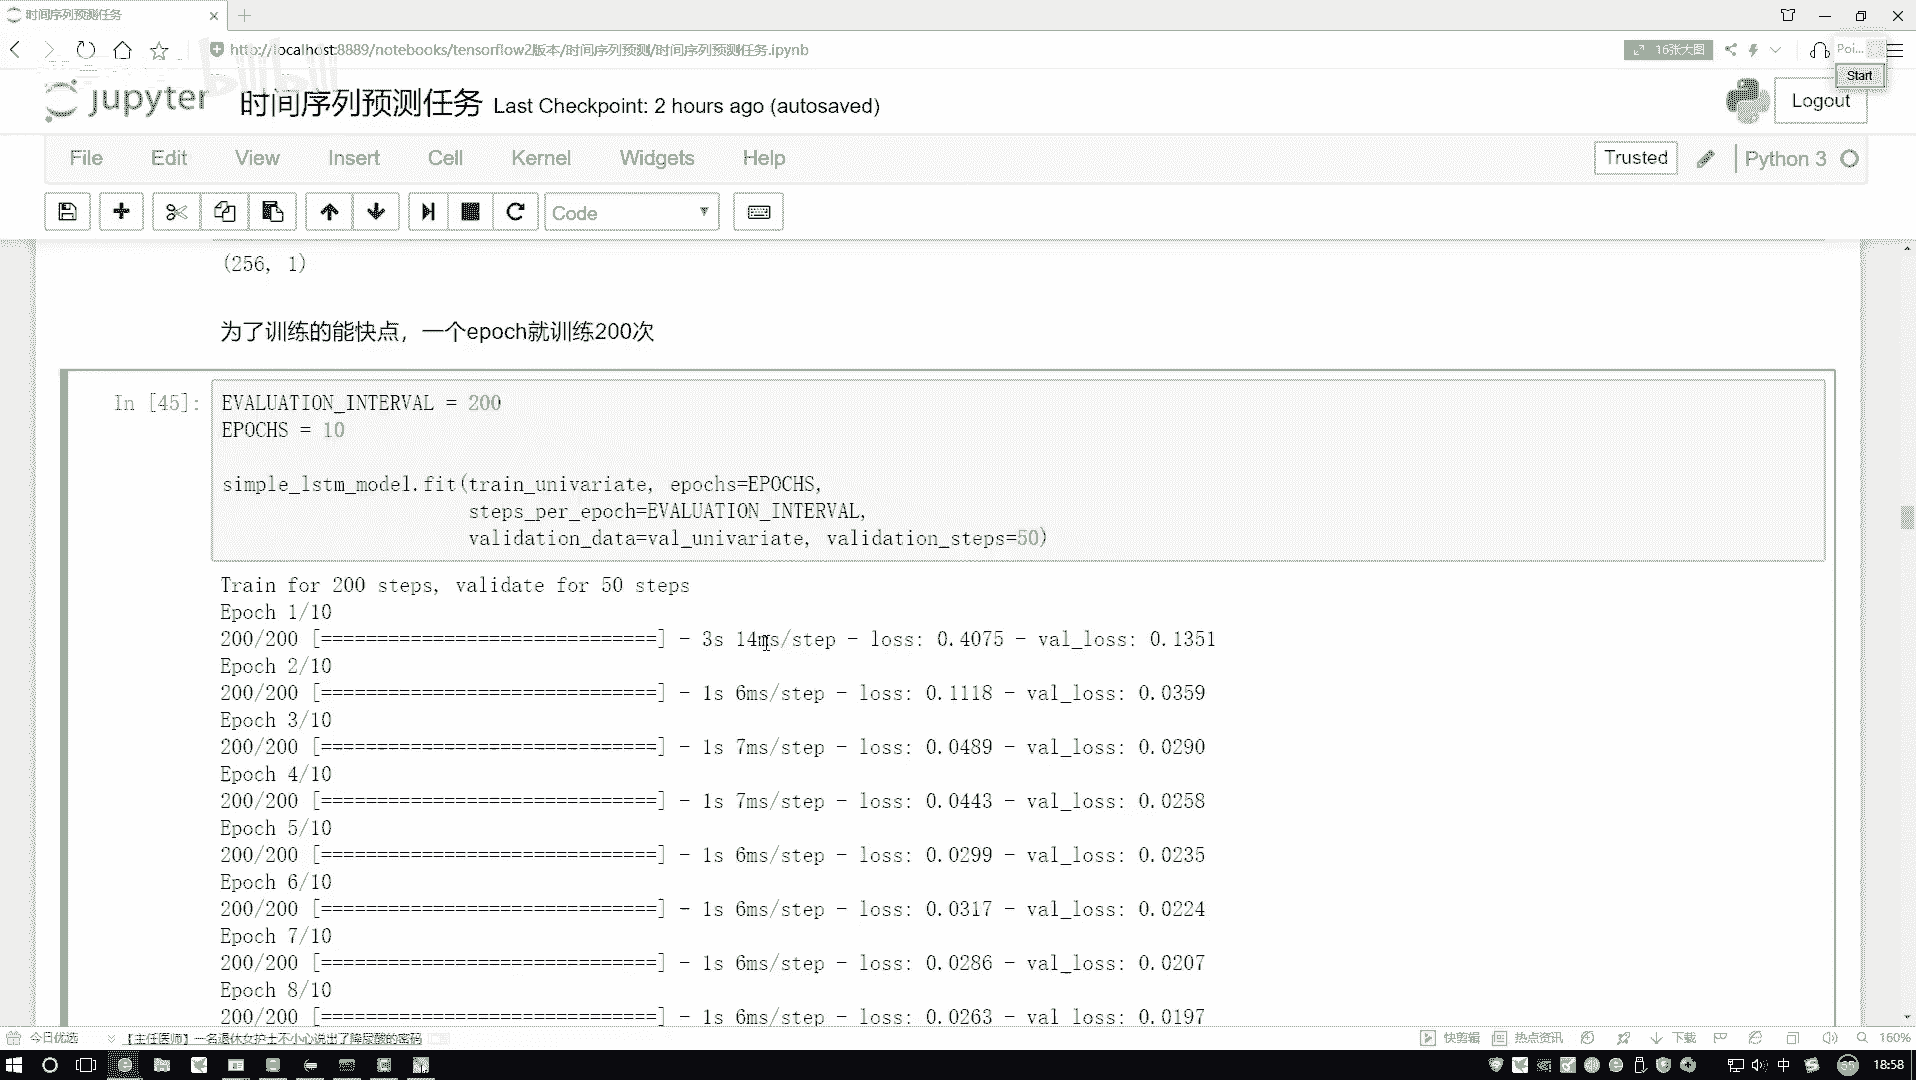 时间序列预测任务
http://localhost:8889/notebooks/tensorflow2版本/时间序列预测/时间序列预测任务.ipynb
16张大图
Poi...
Start
jupyter 时间序列预测任务 Last Checkpoint: 2 hours ago (autosaved)
Logout
File Edit View Insert Cell Kernel Widgets Help
Trusted
Python 3
Code
(256, 1)
为了训练的能快点，一个epoch就训练200次
In [45]:
EVALUATION_INTERVAL = 200
EPOCHS = 10
simple_lstm_model.fit(train_univariate, epochs=EPOCHS,
steps_per_epoch=EVALUATION_INTERVAL,
validation_data=val_univariate, validation_steps=50)
Train for 200 steps, validate for 50 steps
Epoch 1/10
200/200 [==============================] - 3s 14ms/step - loss: 0.4075 - val_loss: 0.1351
Epoch 2/10
200/200 [==============================] - 1s 6ms/step - loss: 0.1118 - val_loss: 0.0359
Epoch 3/10
200/200 [==============================] - 1s 7ms/step - loss: 0.0489 - val_loss: 0.0290
Epoch 4/10
200/200 [==============================] - 1s 7ms/step - loss: 0.0443 - val_loss: 0.0258
Epoch 5/10
200/200 [==============================] - 1s 6ms/step - loss: 0.0299 - val_loss: 0.0235
Epoch 6/10
200/200 [==============================] - 1s 6ms/step - loss: 0.0317 - val_loss: 0.0224
Epoch 7/10
200/200 [==============================] - 1s 6ms/step - loss: 0.0286 - val_loss: 0.0207
Epoch 8/10
200/200 [==============================] - 1s 6ms/step - loss: 0.0263 - val_loss: 0.0197
今日优选
【主任医师】一名退休女护士不小心说出了降尿酸的密码
快剪辑
热点资讯
下载
160%
中
55
18:58